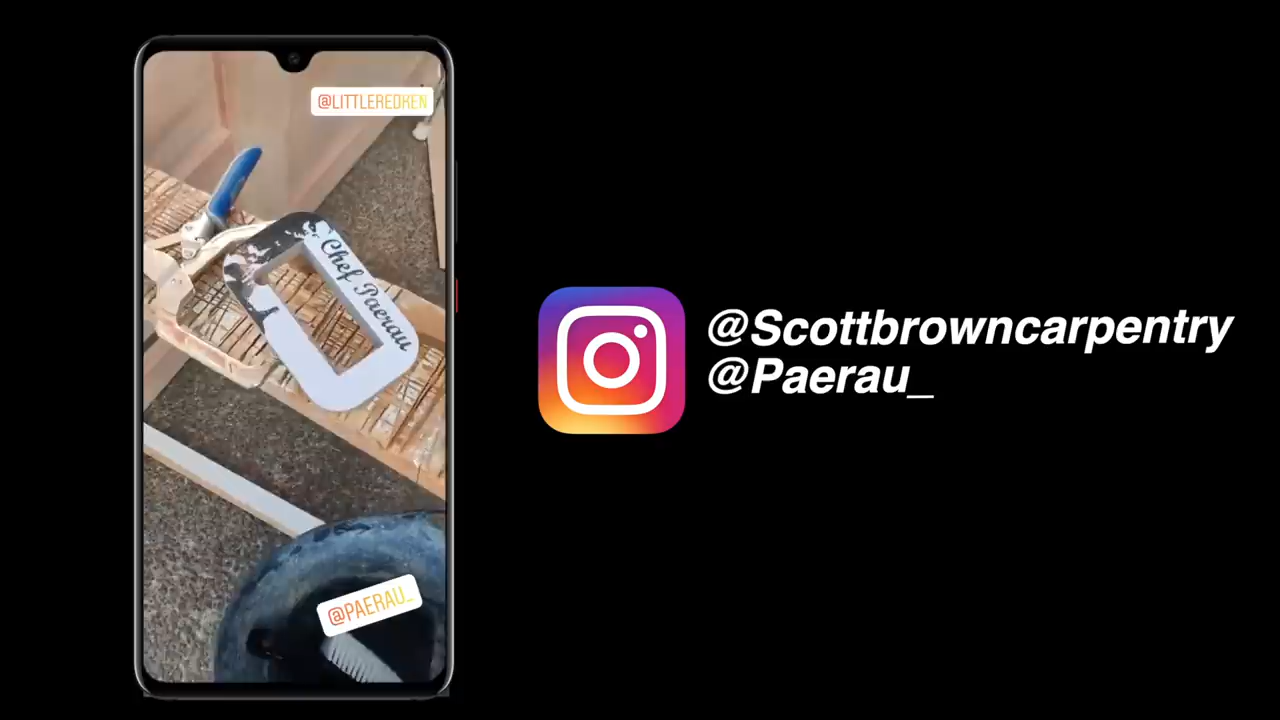 @LITTLEREDKEN
Chef Paerau
@PAERAU_
@Scottbrowncarpentry
@Paerau_